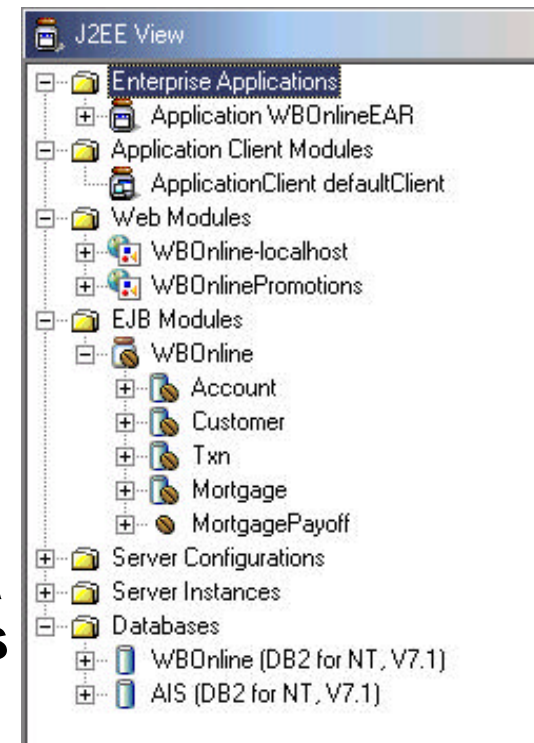 J2EE View
Enterprise Applications
Application WBOnlineEAR
Application Client Modules
ApplicationClient defaultClient
Web Modules
WBOnline-localhost
WBOnlinePromotions
EJB Modules
WBOnline
Account
Customer
Txn
Mortgage
MortgagePayoff
Server Configurations
Server Instances
Databases
WBOnline (DB2 for NT, V7.1)
AIS (DB2 for NT, V7.1)